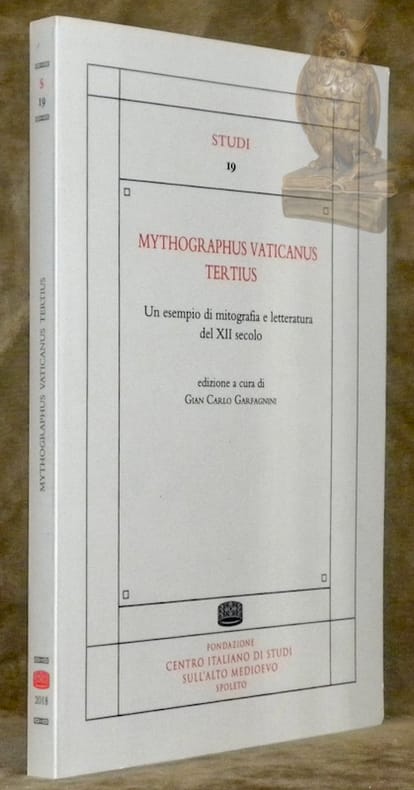 S
19
MYTHOGRAPHUS VATICANUS TERTIUS
2018
STUDI
19
MYTHOGRAPHUS VATICANUS
TERTIUS
Un esempio di mitografia e letteratura
del XII secolo
edizione a cura di
GIAN CARLO GARFAGNINI
FONDAZIONE
CENTRO ITALIANO DI STUDI
SULL'ALTO MEDIOEVO
SPOLETO